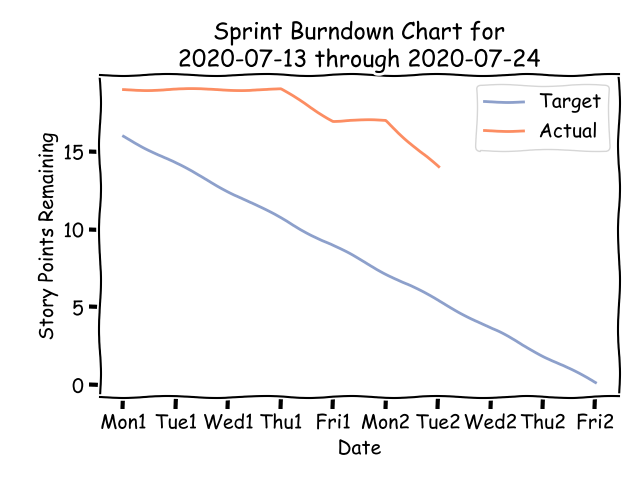 Sprint Burndown Chart for
2020-07-13 through 2020-07-24
Target
Actual
Story Points Remaining
15
10
5
0
Mon1 Tue1 Wed1 Thu1 Fri1 Mon2 Tue2 Wed2 Thu2 Fri2
Date